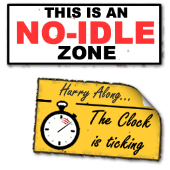 THIS IS AN
NO-IDLE
ZONE
Hurry Along...
The Clock
is ticking